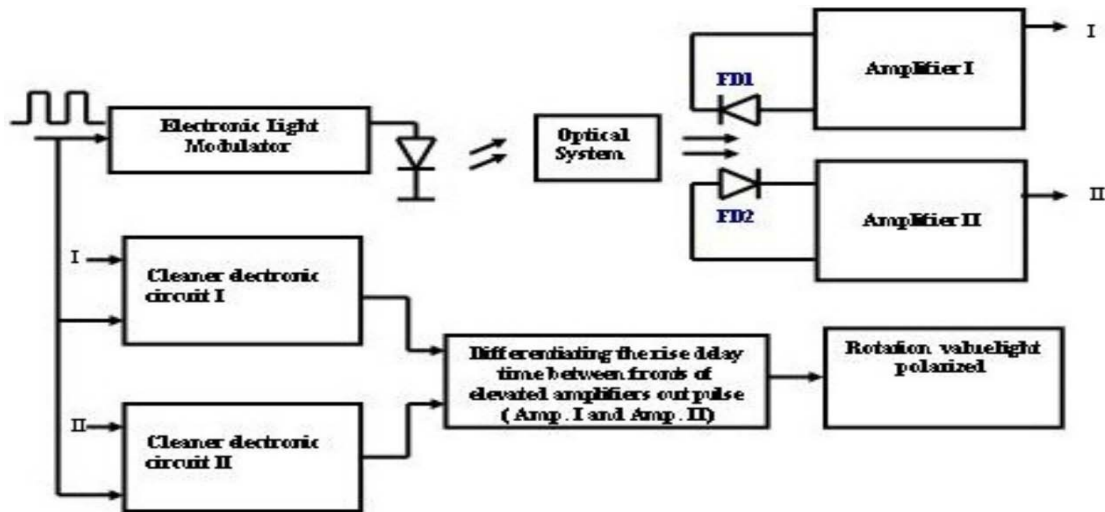 I
Amplifier I
FD1
Electronic Light
Modulator
Optical
System
II
Amplifier II
FD2
I
Cleaner electronic
circuit I
Differentiating the rise delay
time between fronts of
elevated amplifiers out pulse
( Amp. I and Amp. II)
Rotation value light
polarized
II
Cleaner electronic
circuit II